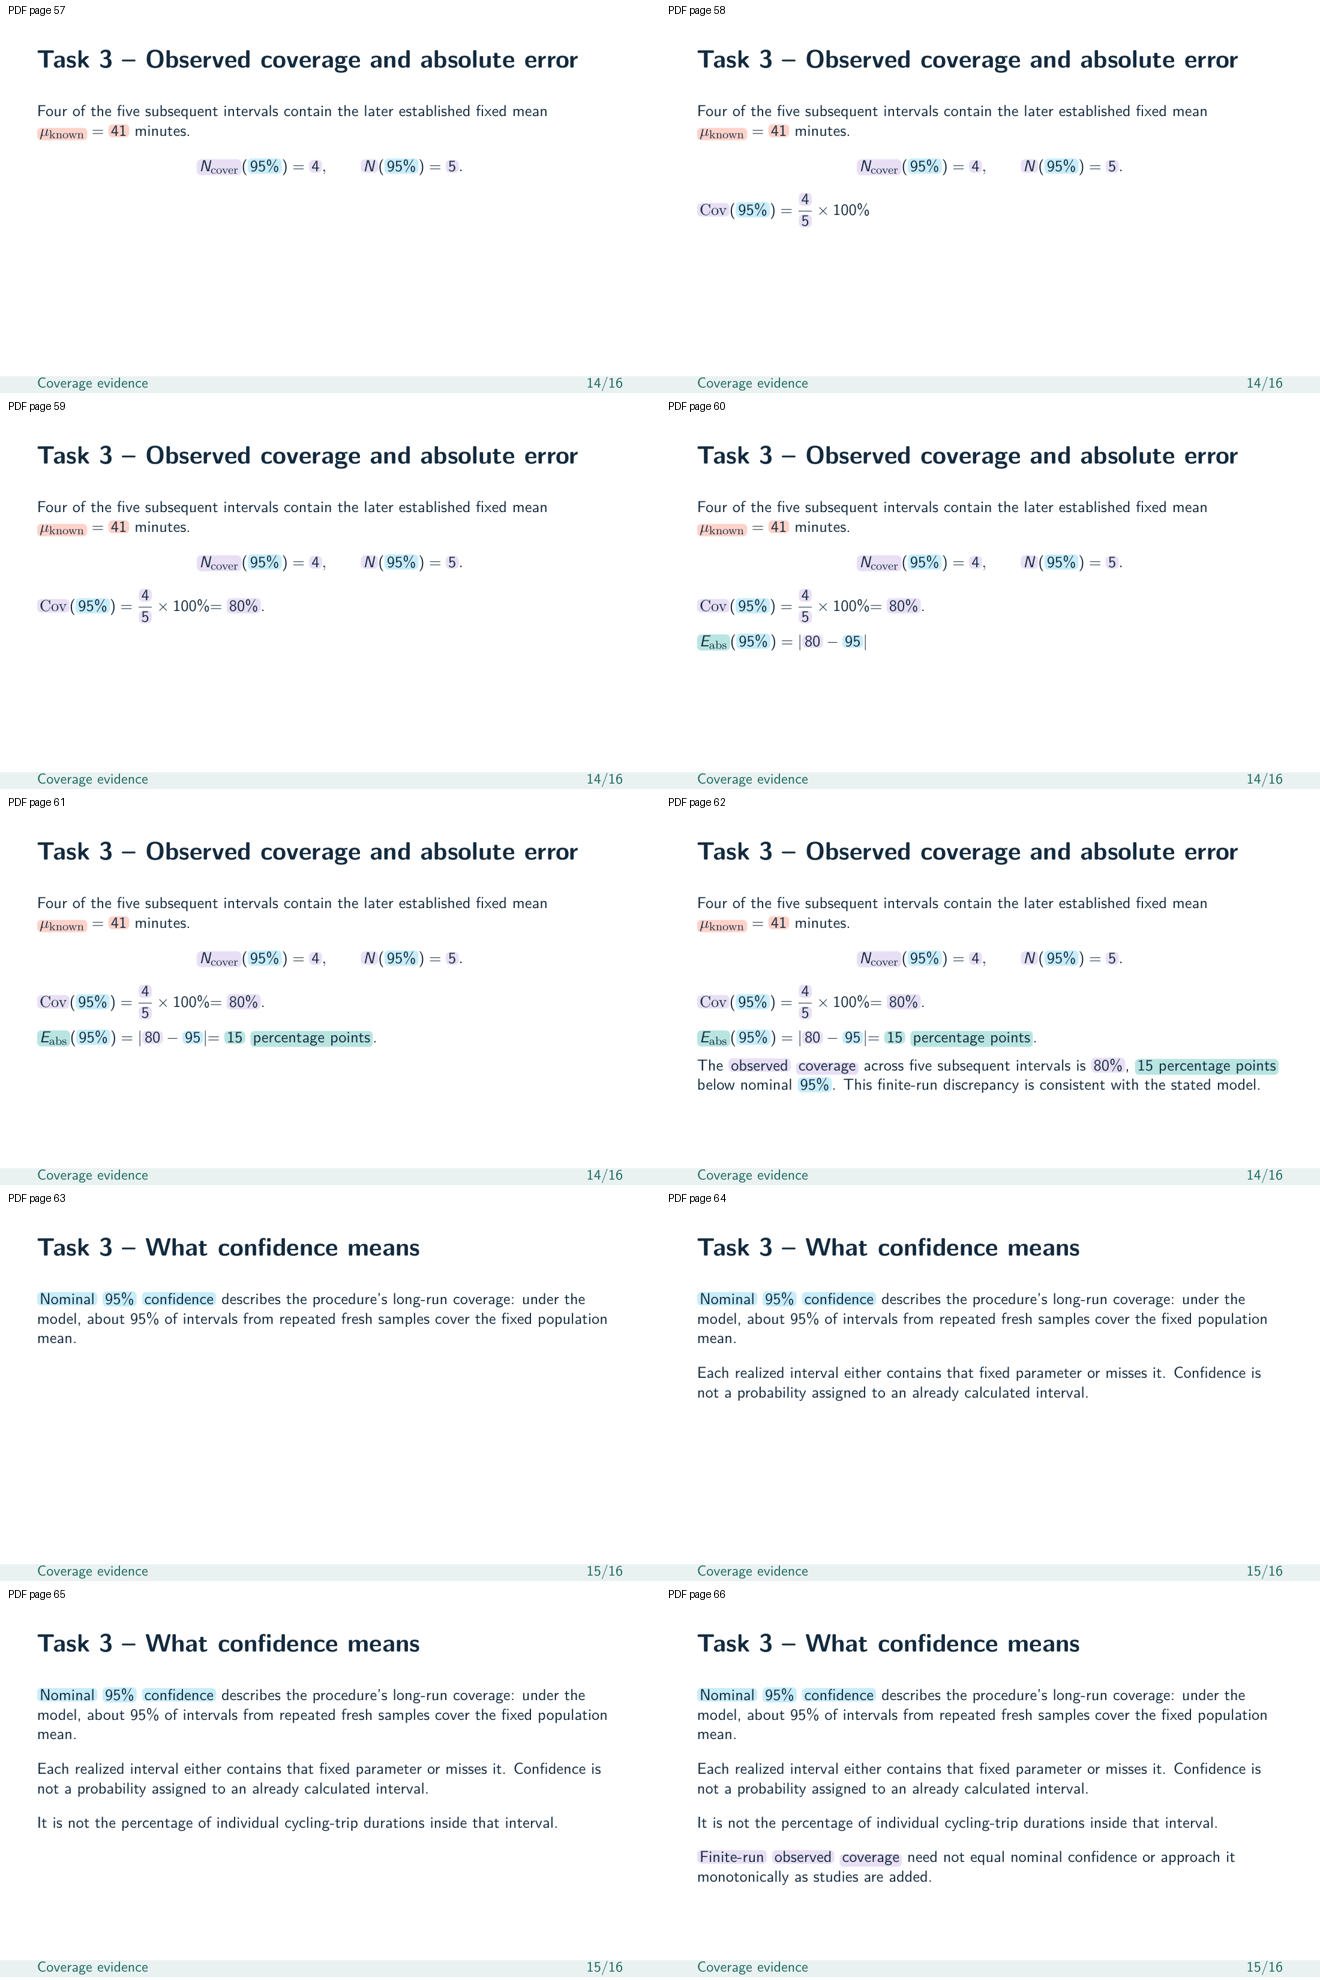 PDF page 57
Task 3 – Observed coverage and absolute error
Four of the five subsequent intervals contain the later established fixed mean
μknown = 41 minutes.
Ncover(95%) = 4, N(95%) = 5.
Coverage evidence 14/16
PDF page 58
Task 3 – Observed coverage and absolute error
Four of the five subsequent intervals contain the later established fixed mean
μknown = 41 minutes.
Ncover(95%) = 4, N(95%) = 5.
Cov(95%) = 4/5 × 100%
Coverage evidence 14/16
PDF page 59
Task 3 – Observed coverage and absolute error
Four of the five subsequent intervals contain the later established fixed mean
μknown = 41 minutes.
Ncover(95%) = 4, N(95%) = 5.
Cov(95%) = 4/5 × 100%= 80%.
Coverage evidence 14/16
PDF page 60
Task 3 – Observed coverage and absolute error
Four of the five subsequent intervals contain the later established fixed mean
μknown = 41 minutes.
Ncover(95%) = 4, N(95%) = 5.
Cov(95%) = 4/5 × 100%= 80%.
Eabs(95%) = |80 − 95|
Coverage evidence 14/16
PDF page 61
Task 3 – Observed coverage and absolute error
Four of the five subsequent intervals contain the later established fixed mean
μknown = 41 minutes.
Ncover(95%) = 4, N(95%) = 5.
Cov(95%) = 4/5 × 100%= 80%.
Eabs(95%) = |80 − 95|= 15 percentage points.
Coverage evidence 14/16
PDF page 62
Task 3 – Observed coverage and absolute error
Four of the five subsequent intervals contain the later established fixed mean
μknown = 41 minutes.
Ncover(95%) = 4, N(95%) = 5.
Cov(95%) = 4/5 × 100%= 80%.
Eabs(95%) = |80 − 95|= 15 percentage points.
The observed coverage across five subsequent intervals is 80%, 15 percentage points
below nominal 95%. This finite-run discrepancy is consistent with the stated model.
Coverage evidence 14/16
PDF page 63
Task 3 – What confidence means
Nominal 95% confidence describes the procedure's long-run coverage: under the
model, about 95% of intervals from repeated fresh samples cover the fixed population
mean.
Coverage evidence 15/16
PDF page 64
Task 3 – What confidence means
Nominal 95% confidence describes the procedure's long-run coverage: under the
model, about 95% of intervals from repeated fresh samples cover the fixed population
mean.
Each realized interval either contains that fixed parameter or misses it. Confidence is
not a probability assigned to an already calculated interval.
Coverage evidence 15/16
PDF page 65
Task 3 – What confidence means
Nominal 95% confidence describes the procedure's long-run coverage: under the
model, about 95% of intervals from repeated fresh samples cover the fixed population
mean.
Each realized interval either contains that fixed parameter or misses it. Confidence is
not a probability assigned to an already calculated interval.
It is not the percentage of individual cycling-trip durations inside that interval.
Coverage evidence 15/16
PDF page 66
Task 3 – What confidence means
Nominal 95% confidence describes the procedure's long-run coverage: under the
model, about 95% of intervals from repeated fresh samples cover the fixed population
mean.
Each realized interval either contains that fixed parameter or misses it. Confidence is
not a probability assigned to an already calculated interval.
It is not the percentage of individual cycling-trip durations inside that interval.
Finite-run observed coverage need not equal nominal confidence or approach it
monotonically as studies are added.
Coverage evidence 15/16